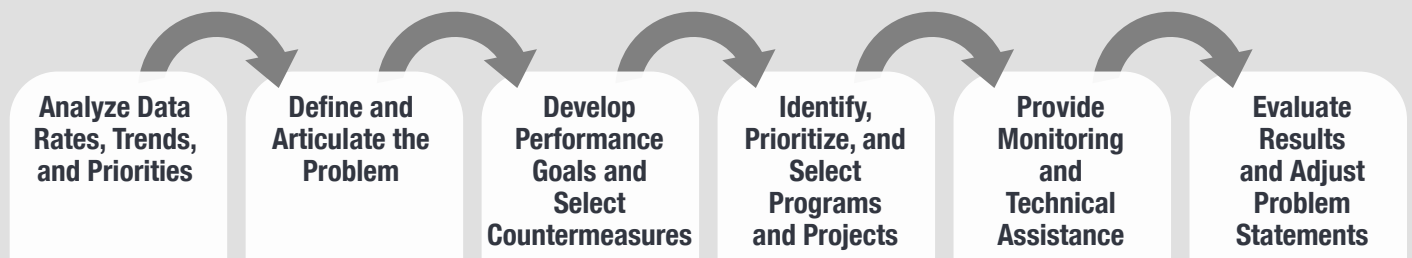 Analyze Data
Rates, Trends,
and Priorities
Define and
Articulate the
Problem
Develop
Performance
Goals and
Select
Countermeasures
Identify,
Prioritize, and
Select
Programs
and Projects
Provide
Monitoring
and
Technical
Assistance
Evaluate
Results
and Adjust
Problem
Statements